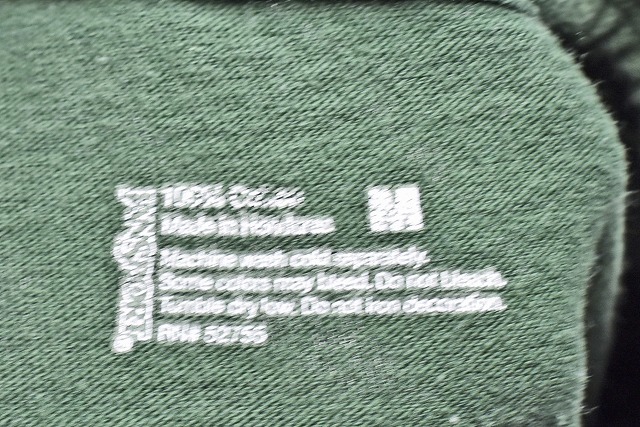 100% Cotton
Made in Honduras
M
Machine wash cold separately.
Some colors may bleed. Do not bleach.
Tumble dry low. Do not iron decoration.
RN# 52756